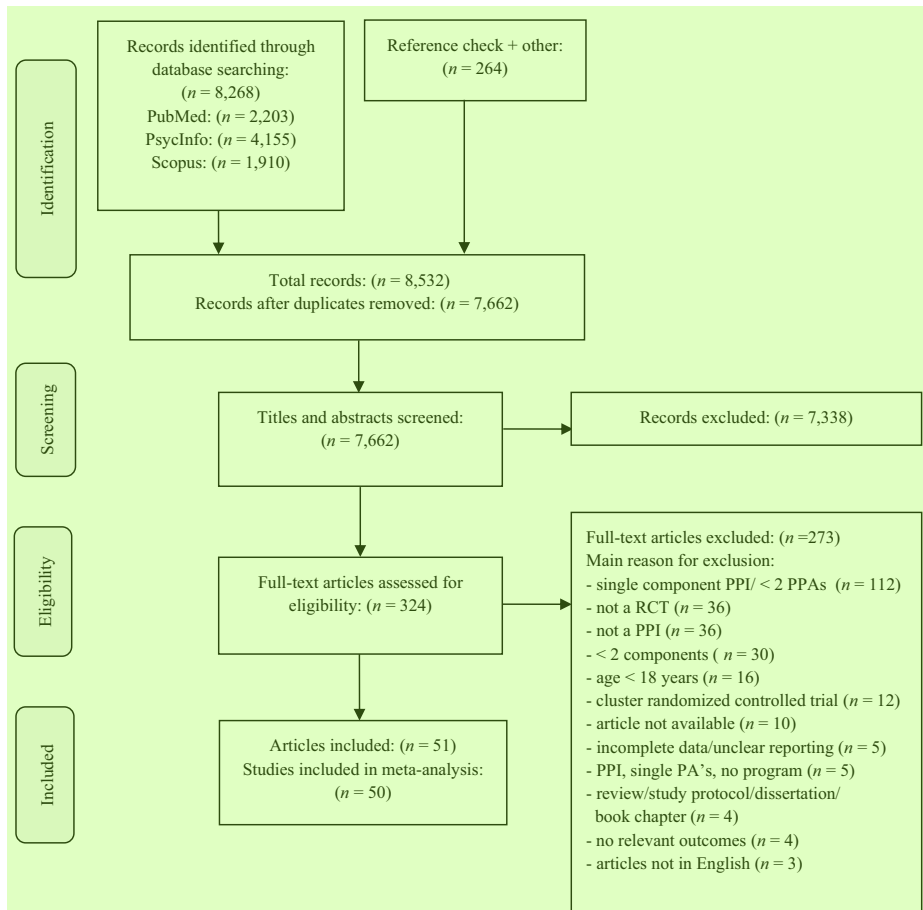 Identification
Records identified through
database searching:
(n = 8,268)
PubMed: (n = 2,203)
PsycInfo: (n = 4,155)
Scopus: (n = 1,910)
Reference check + other:
(n = 264)
Total records: (n = 8,532)
Records after duplicates removed: (n = 7,662)
Screening
Titles and abstracts screened:
(n = 7,662)
Records excluded: (n = 7,338)
Eligibility
Full-text articles assessed for
eligibility: (n = 324)
Full-text articles excluded: (n =273)
Main reason for exclusion:
- single component PPI/ < 2 PPAs (n = 112)
- not a RCT (n = 36)
- not a PPI (n = 36)
- < 2 components ( n = 30)
- age < 18 years (n = 16)
- cluster randomized controlled trial (n = 12)
- article not available (n = 10)
- incomplete data/unclear reporting (n = 5)
- PPI, single PA's, no program (n = 5)
- review/study protocol/dissertation/
book chapter (n = 4)
- no relevant outcomes (n = 4)
- articles not in English (n = 3)
Included
Articles included: (n = 51)
Studies included in meta-analysis:
(n = 50)